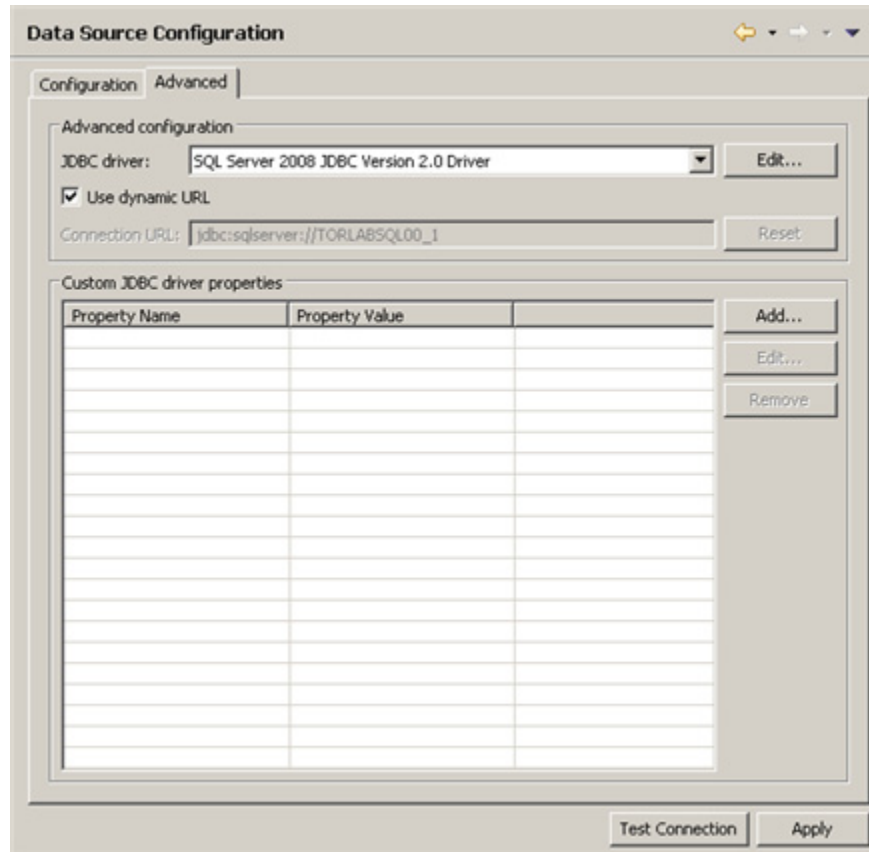 Data Source Configuration
Configuration Advanced
Advanced configuration
JDBC driver: SQL Server 2008 JDBC Version 2.0 Driver Edit...
Use dynamic URL
Connection URL: jdbc:sqlserver://TORLABSQL00_1 Reset
Custom JDBC driver properties
Property Name Property Value Add...
Edit...
Remove
Test Connection Apply